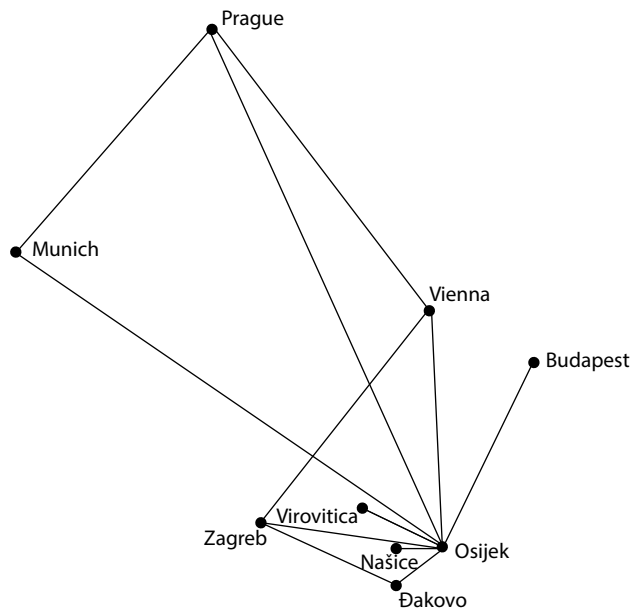 Prague
Munich
Vienna
Budapest
Virovitica
Zagreb
Osijek
Našice
Đakovo